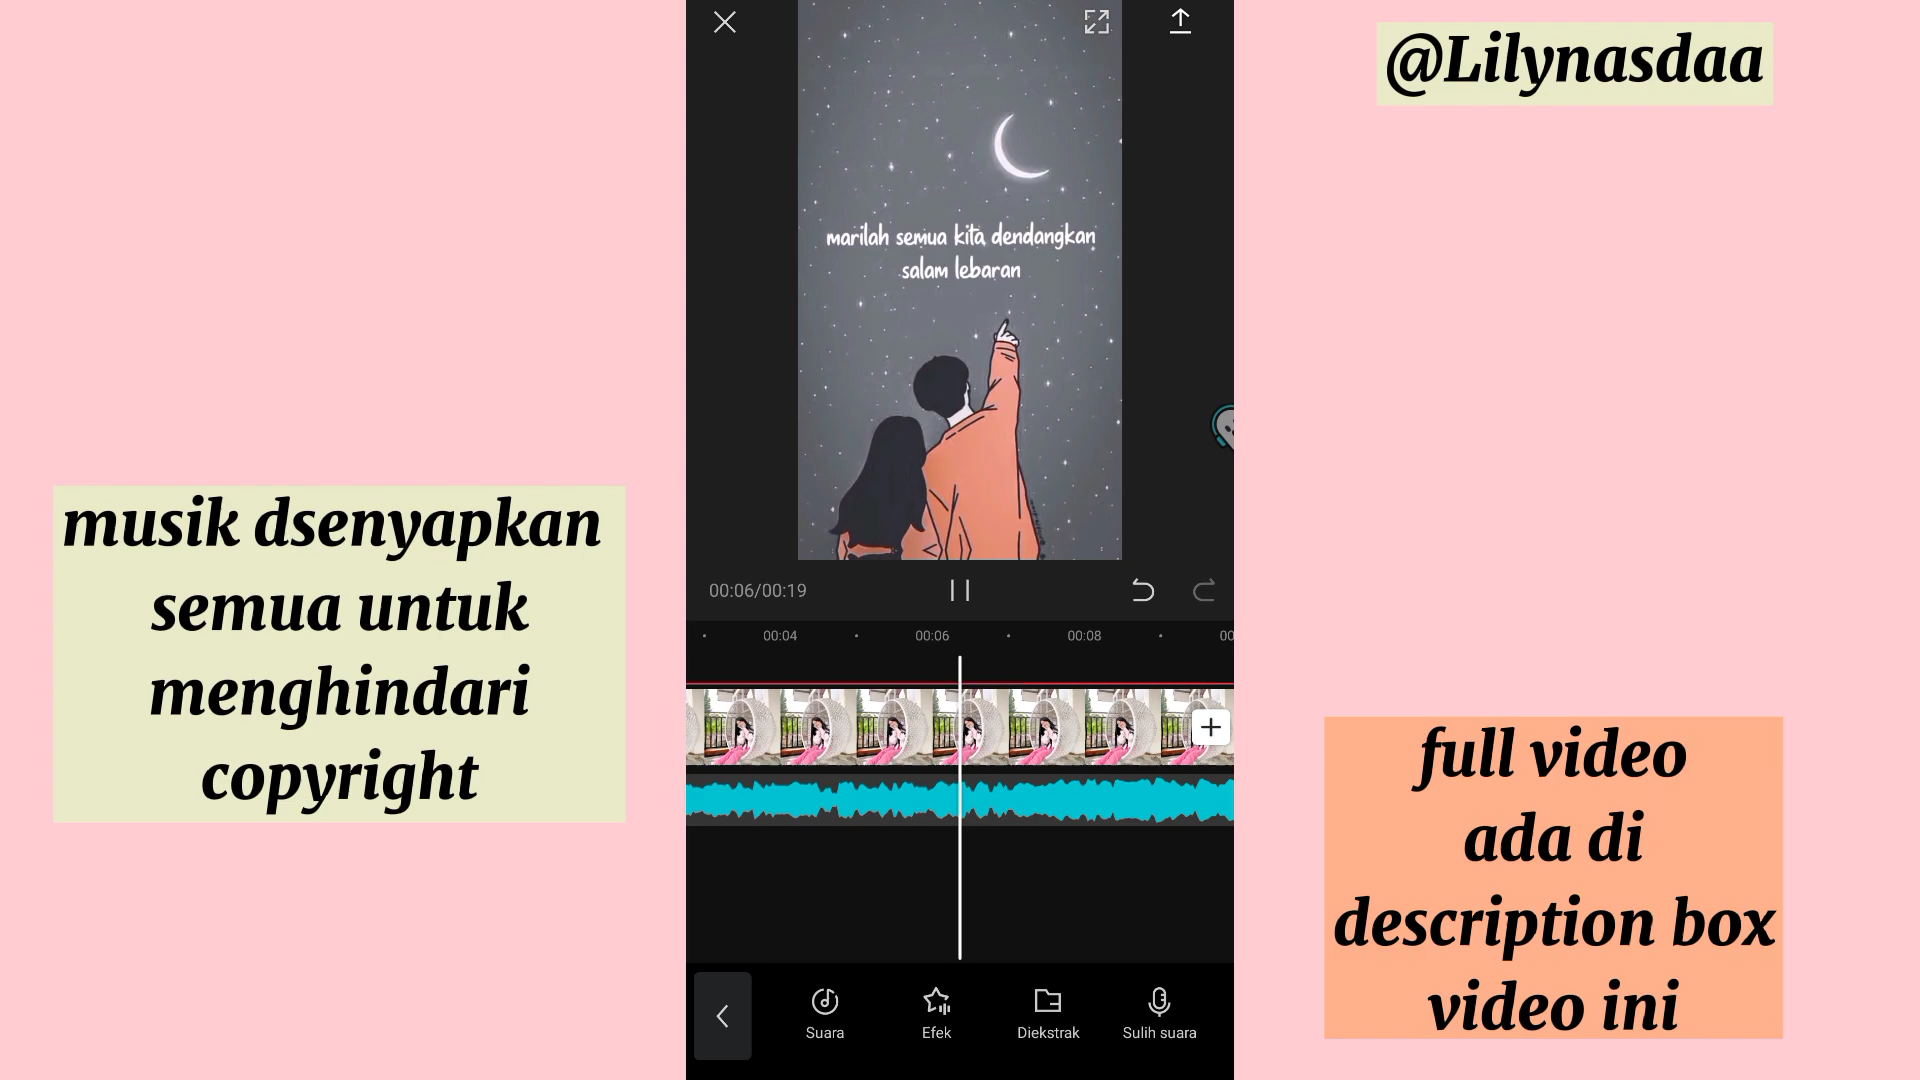 @Lilynasdaa
marilah semua kita dendangkan
salam lebaran
musik dsenyapkan
semua untuk
menghindari
copyright
00:06/00:19
00:04
00:06
00:08
00
full video
ada di
description box
video ini
Suara
Efek
Diekstrak
Sulih suara